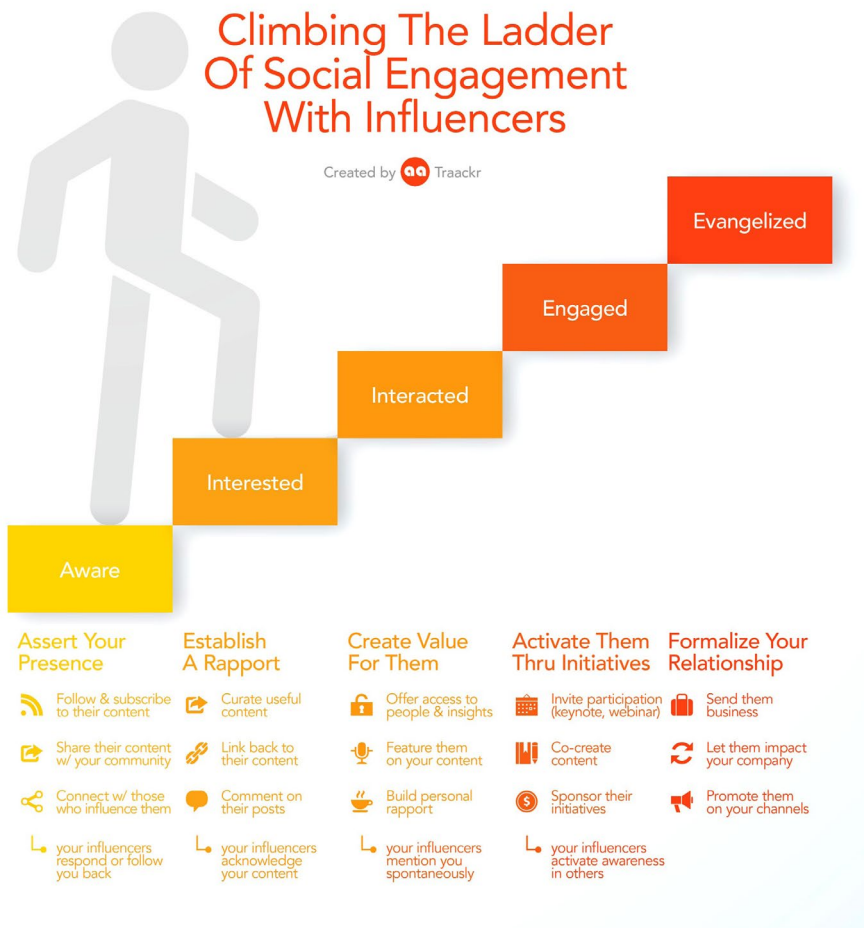 Climbing The Ladder
Of Social Engagement
With Influencers
Created by aa Traackr
Evangelized
Engaged
Interacted
Interested
Aware
Assert Your
Presence
Follow & subscribe
to their content
Share their content
w/ your community
Connect w/ those
who influence them
your influencers
respond or follow
you back
Establish
A Rapport
Curate useful
content
Link back to
their content
Comment on
their posts
your influencers
acknowledge
your content
Create Value
For Them
Offer access to
people & insights
Feature them
on your content
Build personal
rapport
your influencers
mention you
spontaneously
Activate Them
Thru Initiatives
Invite participation
(keynote, webinar)
Co-create
content
Sponsor their
initiatives
your influencers
activate awareness
in others
Formalize Your
Relationship
Send them
business
Let them impact
your company
Promote them
on your channels